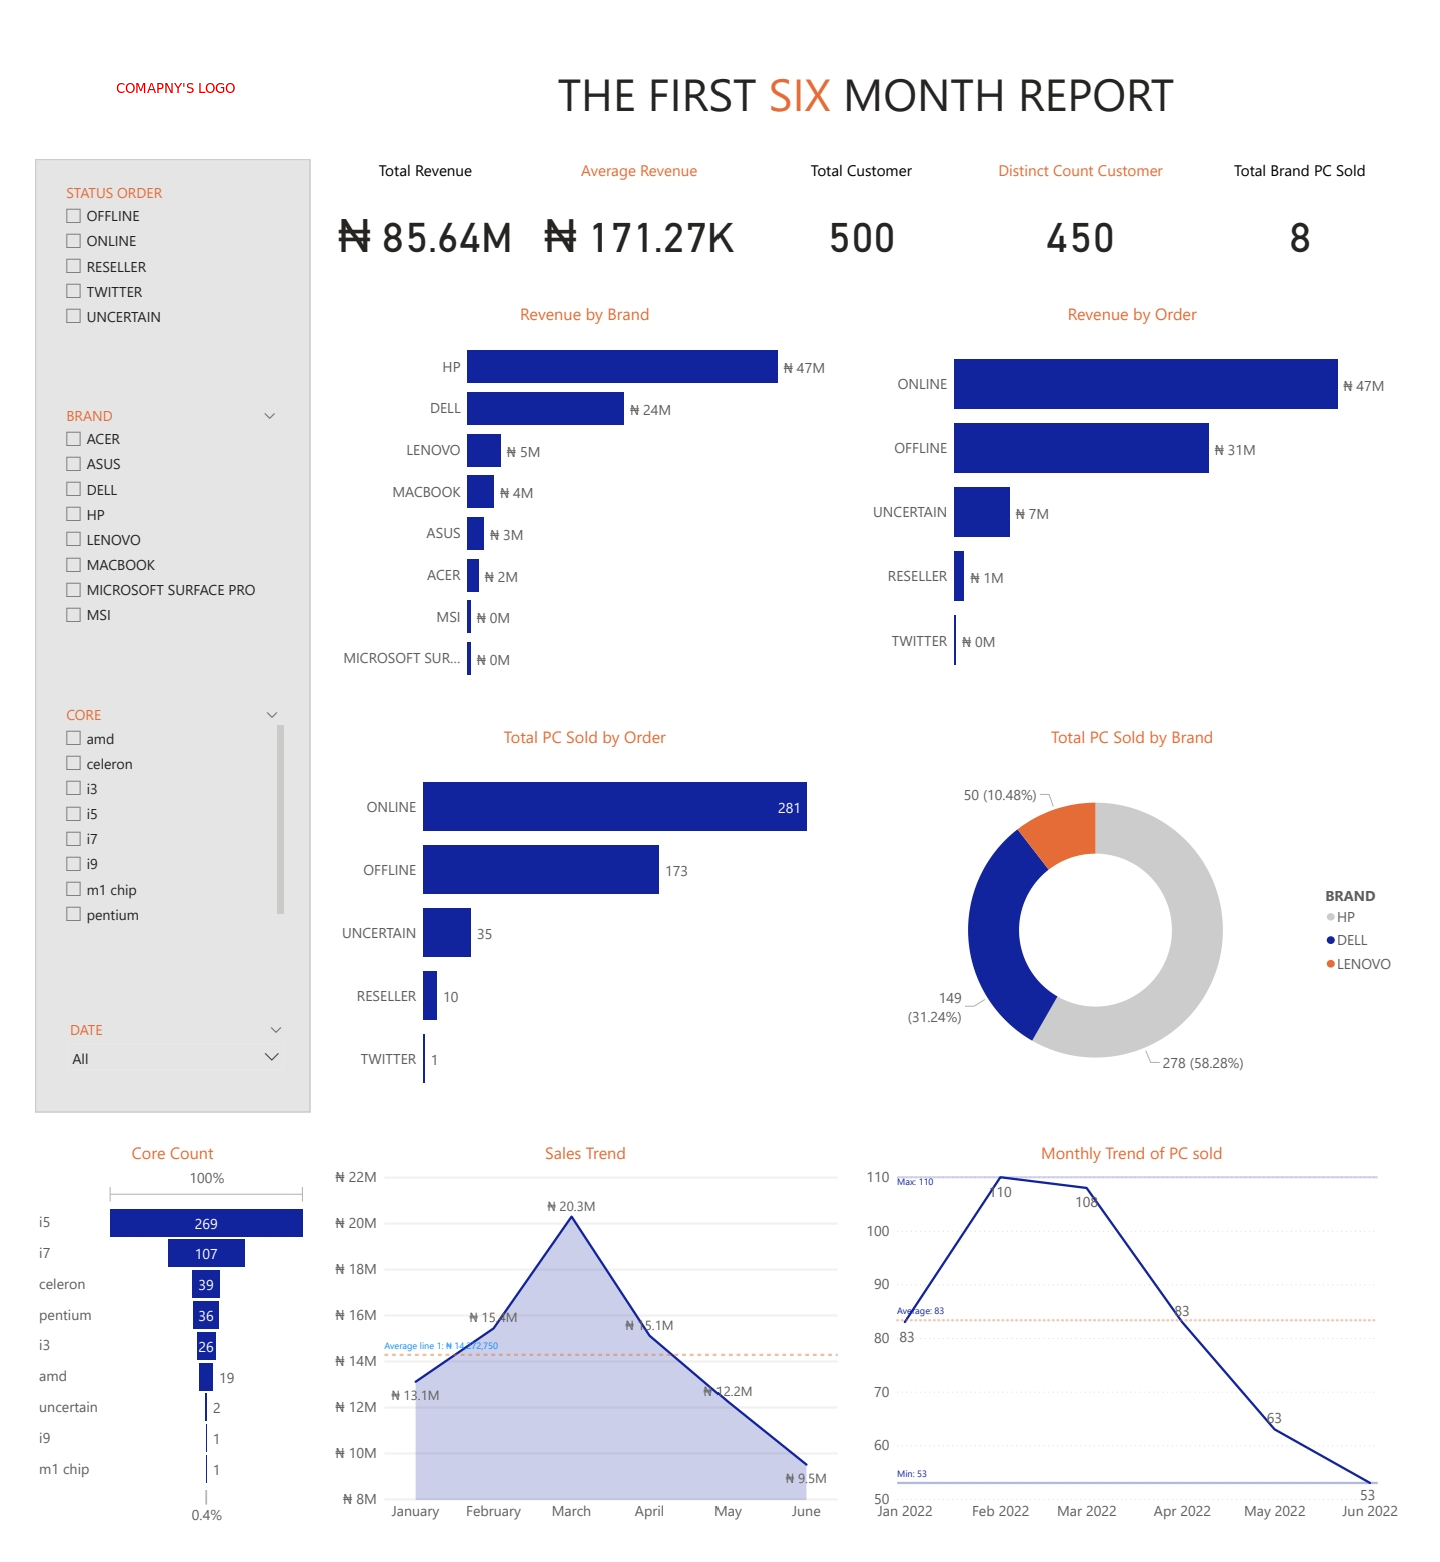 COMAPNY'S LOGO
THE FIRST SIX MONTH REPORT
STATUS ORDER
OFFLINE
ONLINE
RESELLER
TWITTER
UNCERTAIN
BRAND
ACER
ASUS
DELL
HP
LENOVO
MACBOOK
MICROSOFT SURFACE PRO
MSI
CORE
amd
celeron
i3
i5
i7
i9
m1 chip
pentium
DATE
All
Total Revenue
₦ 85.64M
Average Revenue
₦ 171.27K
Total Customer
500
Distinct Count Customer
450
Total Brand PC Sold
8
Revenue by Brand
HP ₦ 47M
DELL ₦ 24M
LENOVO ₦ 5M
MACBOOK ₦ 4M
ASUS ₦ 3M
ACER ₦ 2M
MSI ₦ 0M
MICROSOFT SUR... ₦ 0M
Revenue by Order
ONLINE ₦ 47M
OFFLINE ₦ 31M
UNCERTAIN ₦ 7M
RESELLER ₦ 1M
TWITTER ₦ 0M
Total PC Sold by Order
ONLINE 281
OFFLINE 173
UNCERTAIN 35
RESELLER 10
TWITTER 1
Total PC Sold by Brand
50 (10.48%)
149
(31.24%)
278 (58.28%)
BRAND
HP
DELL
LENOVO
Core Count
100%
i5 269
i7 107
celeron 39
pentium 36
i3 26
amd 19
uncertain 2
i9 1
m1 chip 1
0.4%
Sales Trend
₦ 22M
₦ 20M
₦ 18M
₦ 16M
₦ 14M
₦ 12M
₦ 10M
₦ 8M
₦ 13.1M
₦ 15.4M
₦ 20.3M
₦ 15.1M
₦ 12.2M
₦ 9.5M
Average line 1: ₦ 14,272,750
January February March April May June
Monthly Trend of PC sold
110
100
90
80
70
60
50
Max: 110
Average: 83
Min: 53
83
110
108
83
63
53
Jan 2022 Feb 2022 Mar 2022 Apr 2022 May 2022 Jun 2022